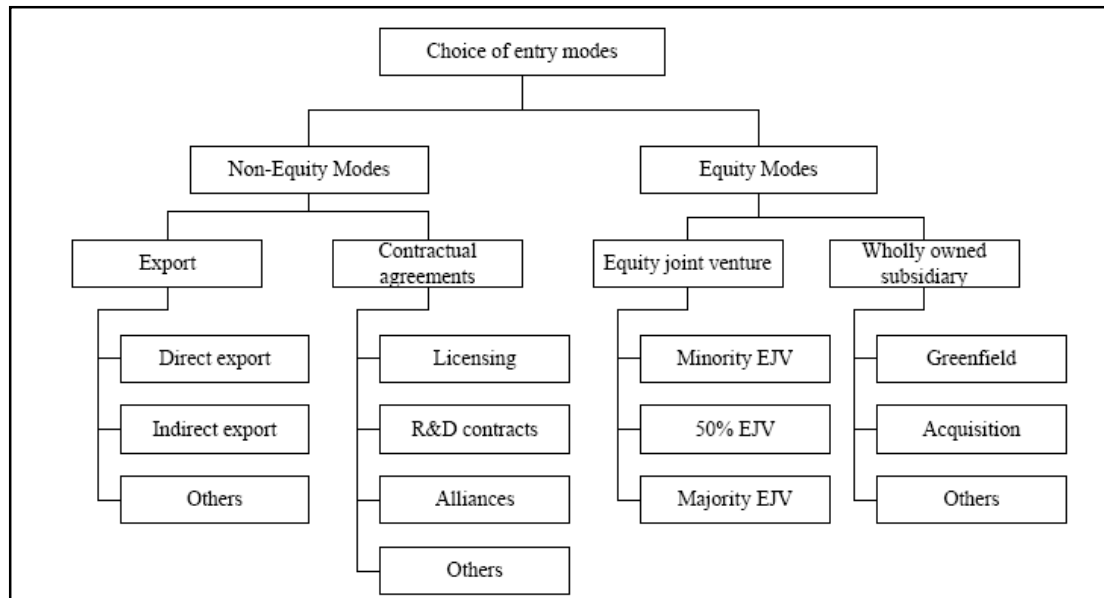 Choice of entry modes
Non-Equity Modes
Equity Modes
Export
Contractual
agreements
Equity joint venture
Wholly owned
subsidiary
Direct export
Licensing
Minority EJV
Greenfield
Indirect export
R&D contracts
50% EJV
Acquisition
Others
Alliances
Majority EJV
Others
Others